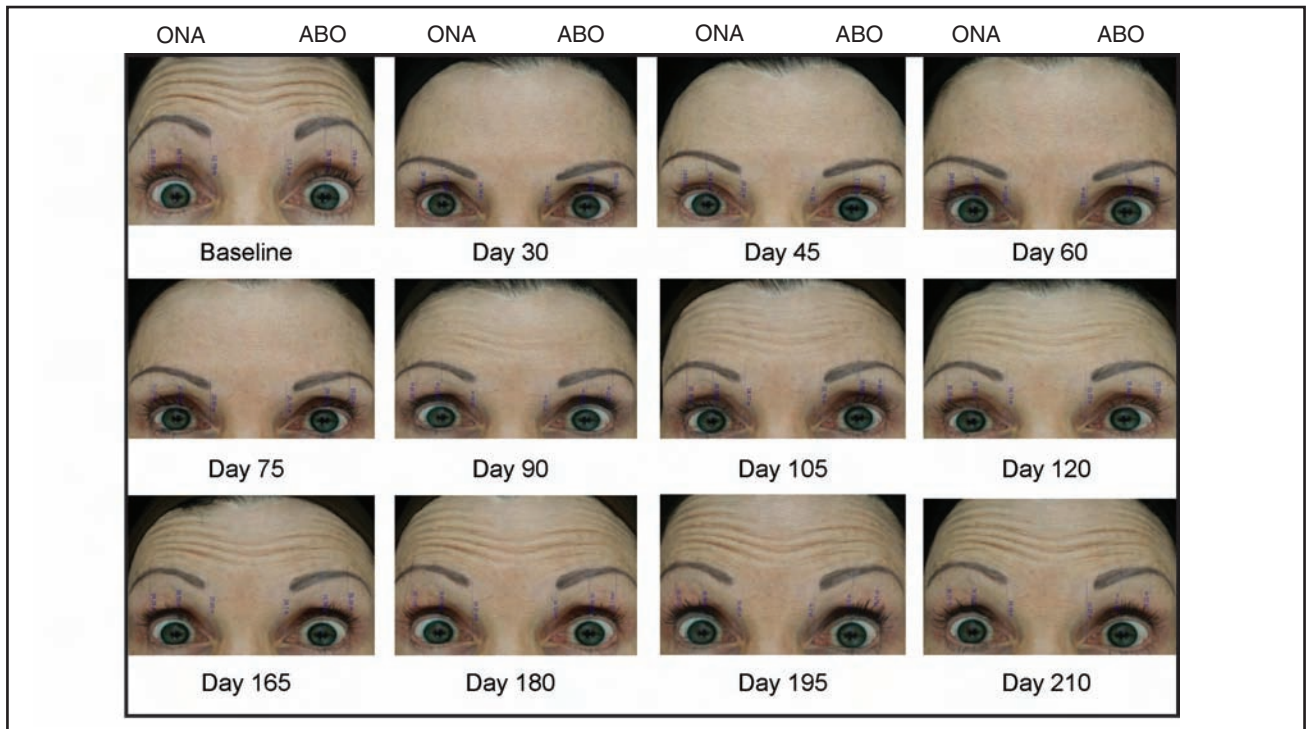 ONA ABO ONA ABO ONA ABO ONA ABO
Baseline Day 30 Day 45 Day 60
Day 75 Day 90 Day 105 Day 120
Day 165 Day 180 Day 195 Day 210